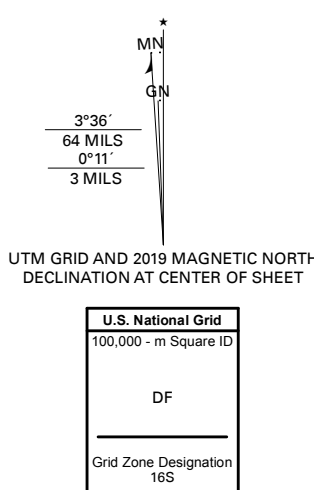 ★
MN
GN
3°36´
64 MILS
0°11´
3 MILS
UTM GRID AND 2019 MAGNETIC NORTH
DECLINATION AT CENTER OF SHEET
U.S. National Grid
100,000 - m Square ID
DF
Grid Zone Designation
16S